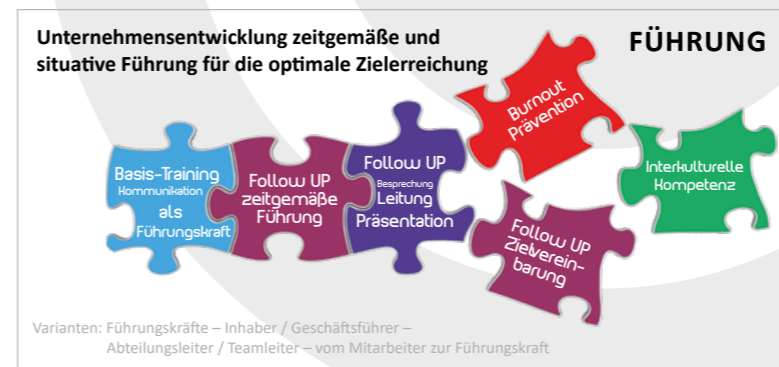 Unternehmensentwicklung zeitgemäße und
situative Führung für die optimale Zielerreichung
FÜHRUNG
Basis-Training
Kommunikation
als
Führungskraft
Follow UP
zeitgemäße
Führung
Follow UP
Besprechung
Leitung
Präsentation
Burnout
Prävention
Follow UP
Zielverein-
barung
Interkulturelle
Kompetenz
Varianten: Führungskräfte – Inhaber / Geschäftsführer –
Abteilungsleiter / Teamleiter – vom Mitarbeiter zur Führungskraft